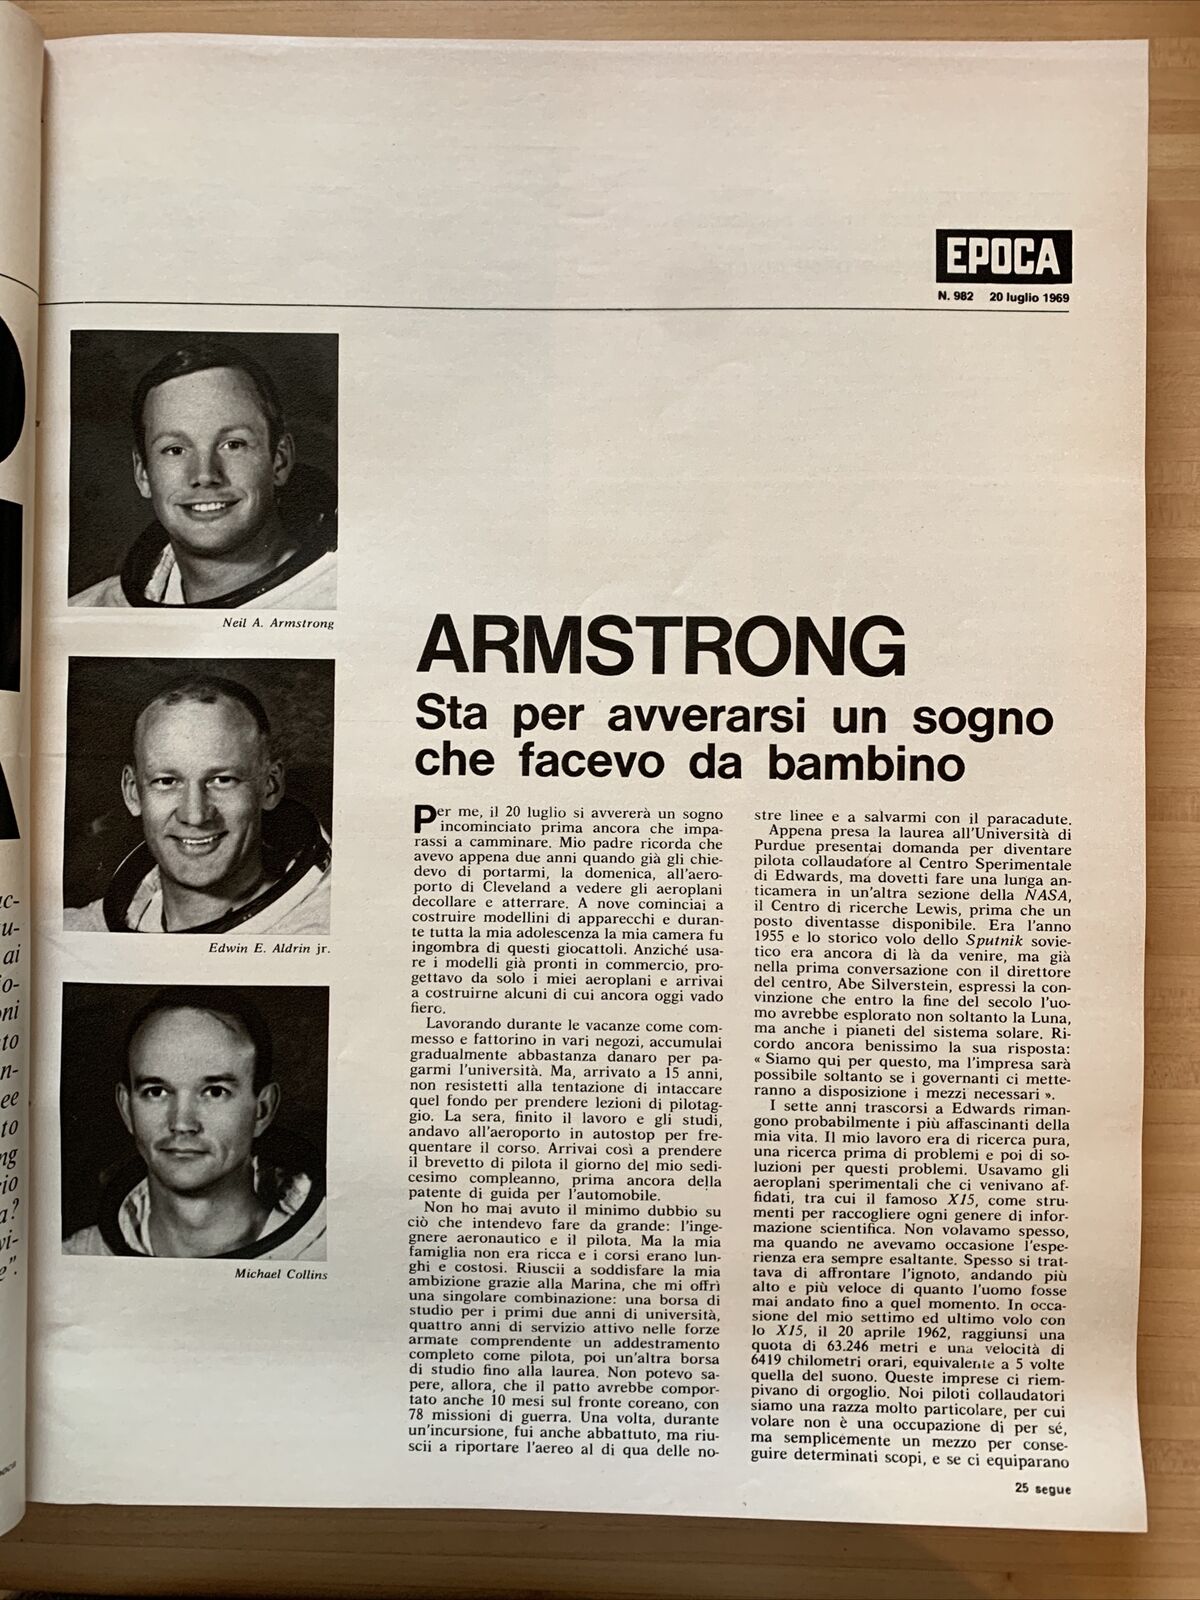 EPOCA
N. 982 20 luglio 1969
Neil A. Armstrong
Edwin E. Aldrin jr.
Michael Collins
ARMSTRONG
Sta per avverarsi un sogno
che facevo da bambino
Per me, il 20 luglio si avvererà un sogno
incominciato prima ancora che impa-
rassi a camminare. Mio padre ricorda che
avevo appena due anni quando già gli chie-
devo di portarmi, la domenica, all'aero-
porto di Cleveland a vedere gli aeroplani
decollare e atterrare. A nove cominciai a
costruire modellini di apparecchi e duran-
te tutta la mia adolescenza la mia camera fu
ingombra di questi giocattoli. Anziché usa-
re i modelli già pronti in commercio, pro-
gettavo da solo i miei aeroplani e arrivai
a costruirne alcuni di cui ancora oggi vado
fiero.
Lavorando durante le vacanze come com-
messo e fattorino in vari negozi, accumulai
gradualmente abbastanza danaro per pa-
garmi l'università. Ma, arrivato a 15 anni,
non resistetti alla tentazione di intaccare
quel fondo per prendere lezioni di pilotag-
gio. La sera, finito il lavoro e gli studi,
andavo all'aeroporto in autostop per fre-
quentare il corso. Arrivai così a prendere
il brevetto di pilota il giorno del mio sedi-
cesimo compleanno, prima ancora della
patente di guida per l'automobile.
Non ho mai avuto il minimo dubbio su
ciò che intendevo fare da grande: l'inge-
gnere aeronautico e il pilota. Ma la mia
famiglia non era ricca e i corsi erano lun-
ghi e costosi. Riuscii a soddisfare la mia
ambizione grazie alla Marina, che mi offrì
una singolare combinazione: una borsa di
studio per i primi due anni di università,
quattro anni di servizio attivo nelle forze
armate comprendente un addestramento
completo come pilota, poi un'altra borsa
di studio fino alla laurea. Non potevo sa-
pere, allora, che il patto avrebbe compor-
tato anche 10 mesi sul fronte coreano, con
78 missioni di guerra. Una volta, durante
un'incursione, fui anche abbattuto, ma riu-
scii a riportare l'aereo al di qua delle no-
stre linee e a salvarmi con il paracadute.
Appena presa la laurea all'Università di
Purdue presentai domanda per diventare
pilota collaudatore al Centro Sperimentale
di Edwards, ma dovetti fare una lunga an-
ticamera in un'altra sezione della NASA,
il Centro di ricerche Lewis, prima che un
posto diventasse disponibile. Era l'anno
1955 e lo storico volo dello Sputnik sovie-
tico era ancora di là da venire, ma già
nella prima conversazione con il direttore
del centro, Abe Silverstein, espressi la con-
vinzione che entro la fine del secolo l'uo-
mo avrebbe esplorato non soltanto la Luna,
ma anche i pianeti del sistema solare. Ri-
cordo ancora benissimo la sua risposta:
« Siamo qui per questo, ma l'impresa sarà
possibile soltanto se i governanti ci mette-
ranno a disposizione i mezzi necessari ».
I sette anni trascorsi a Edwards riman-
gono probabilmente i più affascinanti della
mia vita. Il mio lavoro era di ricerca pura,
una ricerca prima di problemi e poi di so-
luzioni per questi problemi. Usavamo gli
aeroplani sperimentali che ci venivano af-
fidati, tra cui il famoso X15, come stru-
menti per raccogliere ogni genere di infor-
mazione scientifica. Non volavamo spesso,
ma quando ne avevamo occasione l'espe-
rienza era sempre esaltante. Spesso si trat-
tava di affrontare l'ignoto, andando più
alto e più veloce di quanto l'uomo fosse
mai andato fino a quel momento. In occa-
sione del mio settimo ed ultimo volo con
lo X15, il 20 aprile 1962, raggiunsi una
quota di 63.246 metri e una velocità di
6419 chilometri orari, equivalente a 5 volte
quella del suono. Queste imprese ci riem-
pivano di orgoglio. Noi piloti collaudatori
siamo una razza molto particolare, per cui
volare non è una occupazione di per sé,
ma semplicemente un mezzo per conse-
guire determinati scopi, e se ci equiparano
25 segue